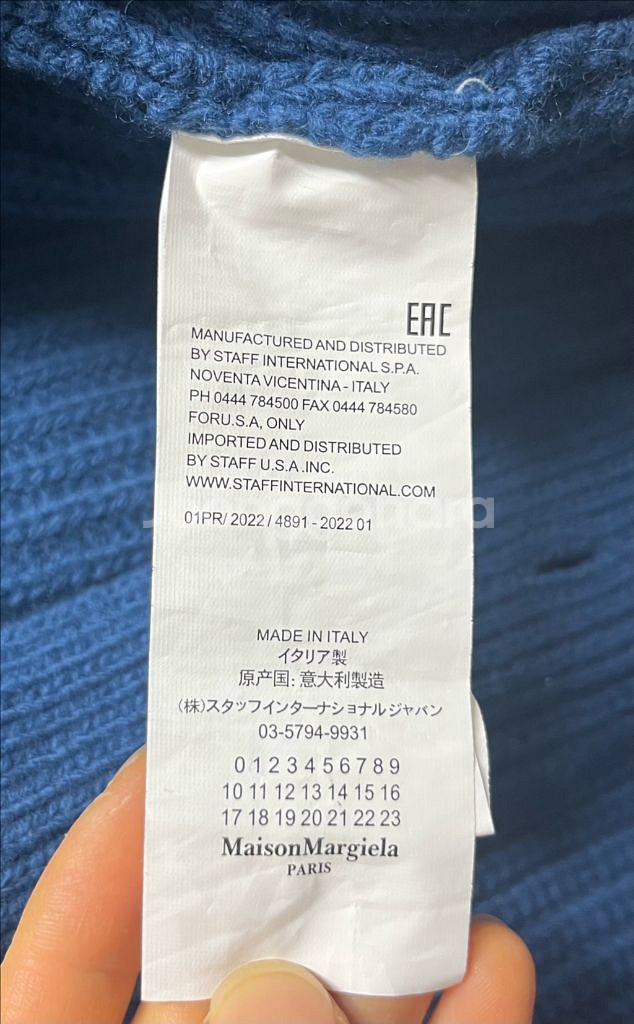 EAC
MANUFACTURED AND DISTRIBUTED
BY STAFF INTERNATIONAL S.P.A.
NOVENTA VICENTINA - ITALY
PH 0444 784500 FAX 0444 784580
FORU.S.A, ONLY
IMPORTED AND DISTRIBUTED
BY STAFF U.S.A .INC.
WWW.STAFFINTERNATIONAL.COM
01PR/ 2022 / 4891 - 2022 01
MADE IN ITALY
イタリア製
原产国: 意大利製造
(株)スタッフインターナショナルジャパン
03-5794-9931
0 1 2 3 4 5 6 7 8 9
10 11 12 13 14 15 16
17 18 19 20 21 22 23
MaisonMargiela
PARIS